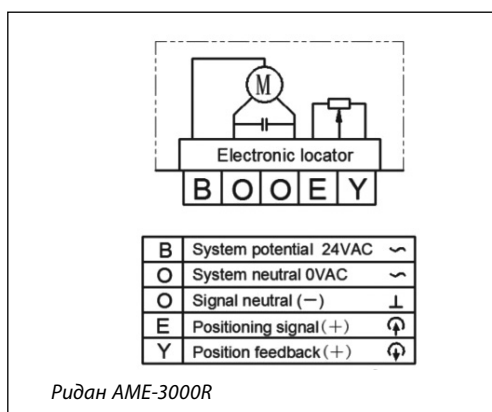 M
Electronic locator
B O O E Y
B System potential 24VAC ~
O System neutral 0VAC ~
O Signal neutral (−) ⊥
E Positioning signal (+)
Y Position feedback (+)
Ридан AME-3000R